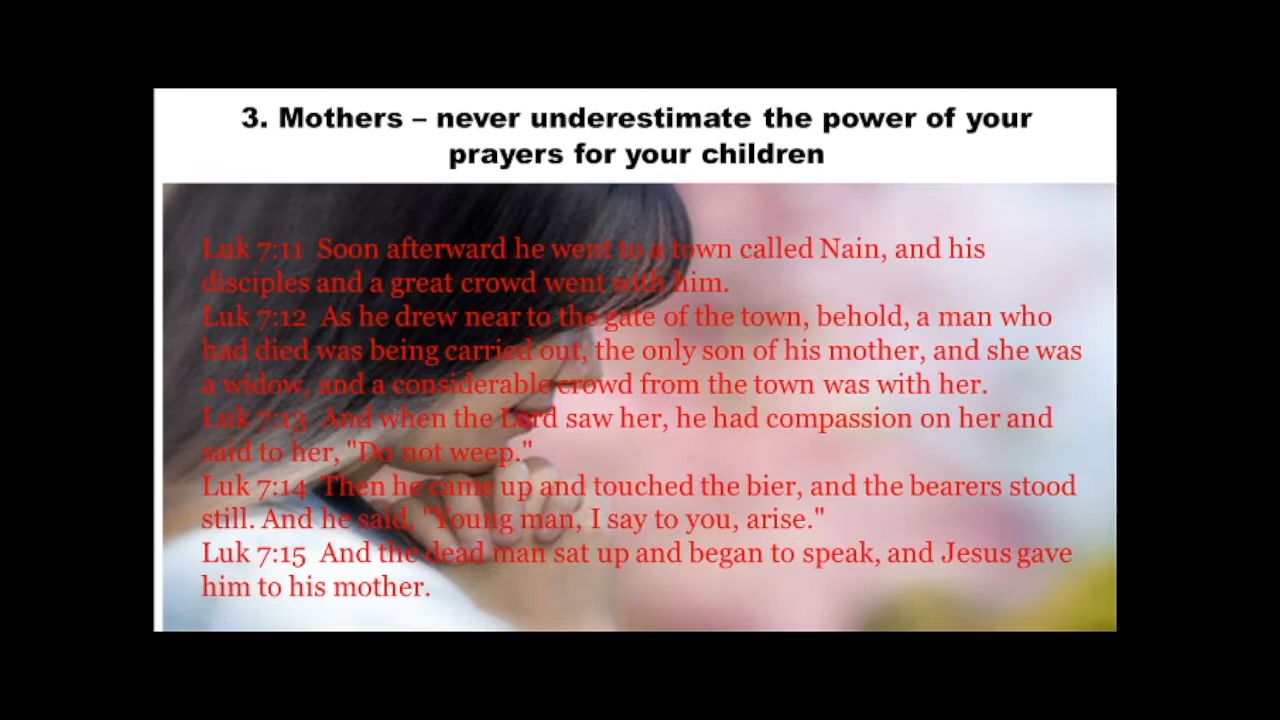 3. Mothers – never underestimate the power of your
prayers for your children
Luk 7:11  Soon afterward he went to a town called Nain, and his
disciples and a great crowd went with him.
Luk 7:12  As he drew near to the gate of the town, behold, a man who
had died was being carried out, the only son of his mother, and she was
a widow, and a considerable crowd from the town was with her.
Luk 7:13  And when the Lord saw her, he had compassion on her and
said to her, "Do not weep."
Luk 7:14  Then he came up and touched the bier, and the bearers stood
still. And he said, "Young man, I say to you, arise."
Luk 7:15  And the dead man sat up and began to speak, and Jesus gave
him to his mother.